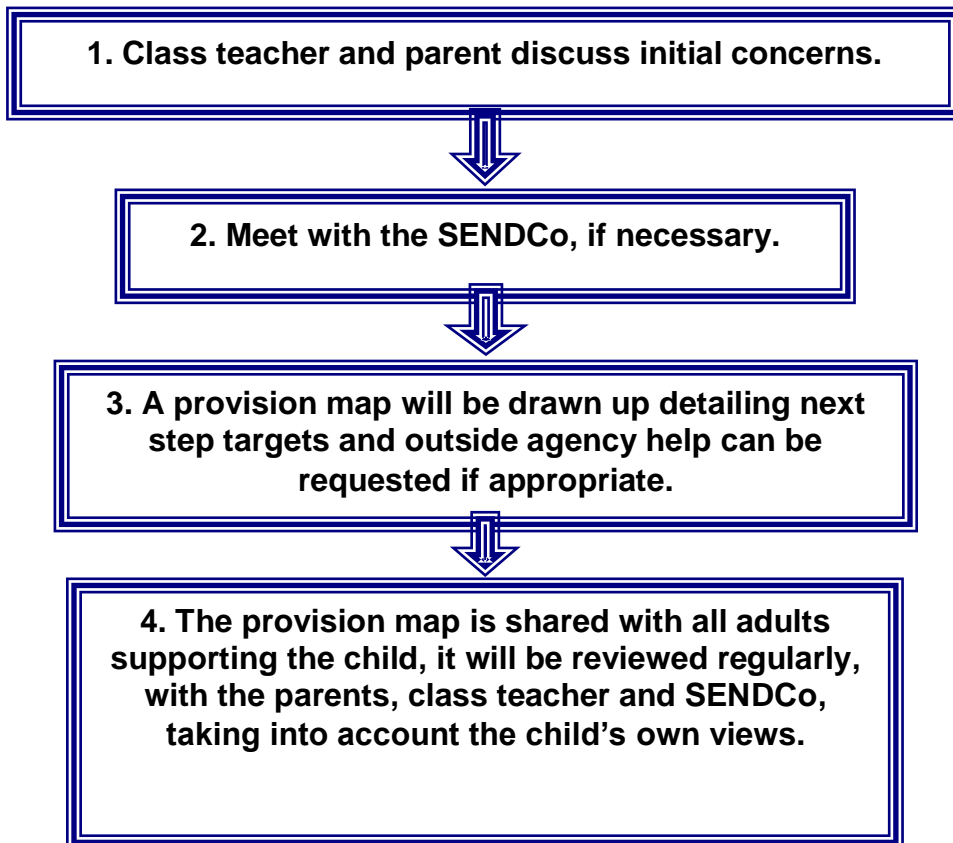 1. Class teacher and parent discuss initial concerns.
2. Meet with the SENDCo, if necessary.
3. A provision map will be drawn up detailing next
step targets and outside agency help can be
requested if appropriate.
4. The provision map is shared with all adults
supporting the child, it will be reviewed regularly,
with the parents, class teacher and SENDCo,
taking into account the child’s own views.